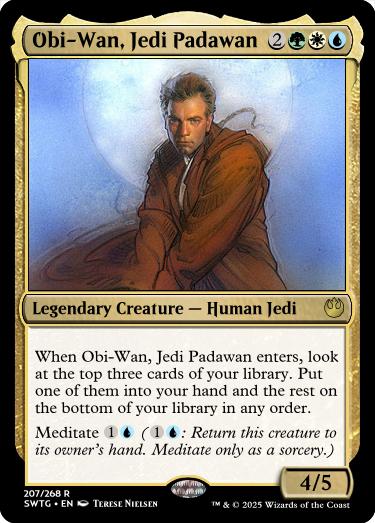 Obi-Wan, Jedi Padawan 2
Legendary Creature — Human Jedi
When Obi-Wan, Jedi Padawan enters, look
at the top three cards of your library. Put
one of them into your hand and the rest on
the bottom of your library in any order.
Meditate 1 ( 1 : Return this creature to
its owner's hand. Meditate only as a sorcery.)
4/5
207/268 R
SWTG • EN Terese Nielsen
™ & © 2025 Wizards of the Coast